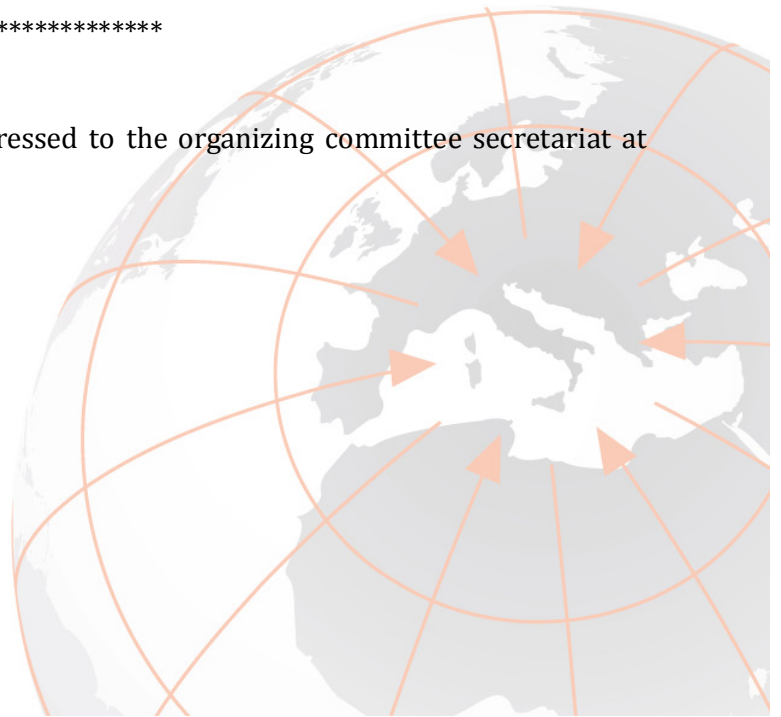 *************
ressed to the organizing committee secretariat at